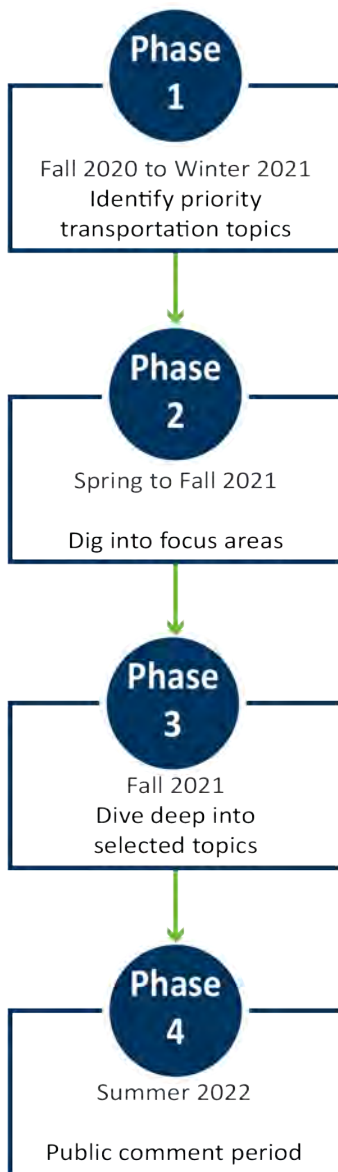 Phase
1
Fall 2020 to Winter 2021
Identify priority
transportation topics
Phase
2
Spring to Fall 2021
Dig into focus areas
Phase
3
Fall 2021
Dive deep into
selected topics
Phase
4
Summer 2022
Public comment period